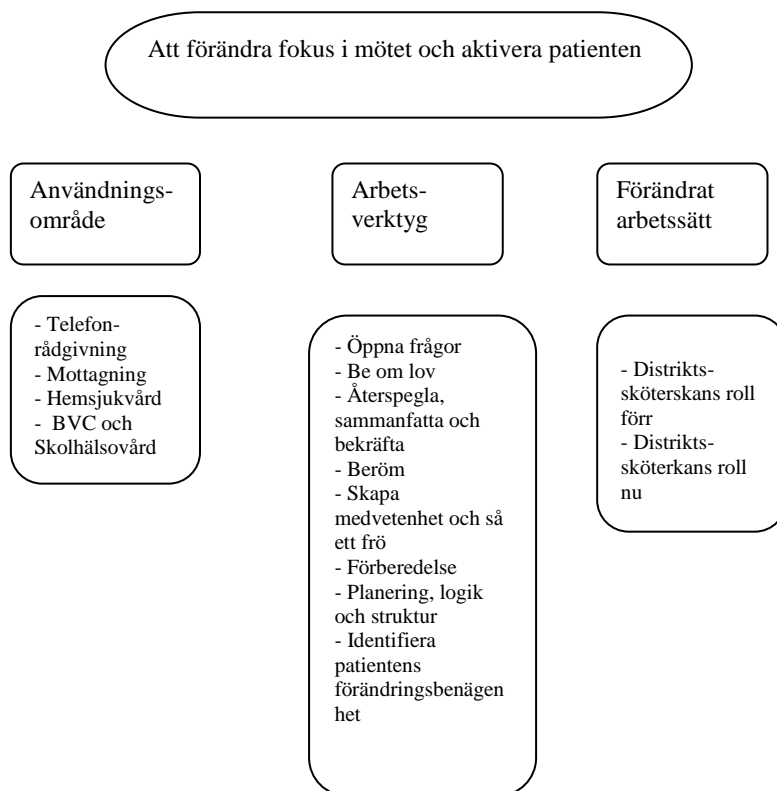 Att förändra fokus i mötet och aktivera patienten
Användnings-
område
- Telefon-
rådgivning
- Mottagning
- Hemsjukvård
- BVC och
Skolhälsovård
Arbets-
verktyg
- Öppna frågor
- Be om lov
- Återspegla,
sammanfatta och
bekräfta
- Beröm
- Skapa
medvetenhet och så
ett frö
- Förberedelse
- Planering, logik
och struktur
- Identifiera
patientens
förändringsbenägen
het
Förändrat
arbetssätt
- Distrikts-
sköterskans roll
förr
- Distrikts-
sköterkans roll
nu